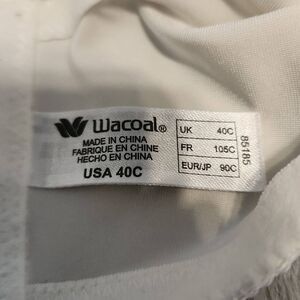 Wacoal®
MADE IN CHINA
FABRIQUE EN CHINE
HECHO EN CHINA
USA 40C
UK 40C
FR 105C
EUR/JP 90C
85185